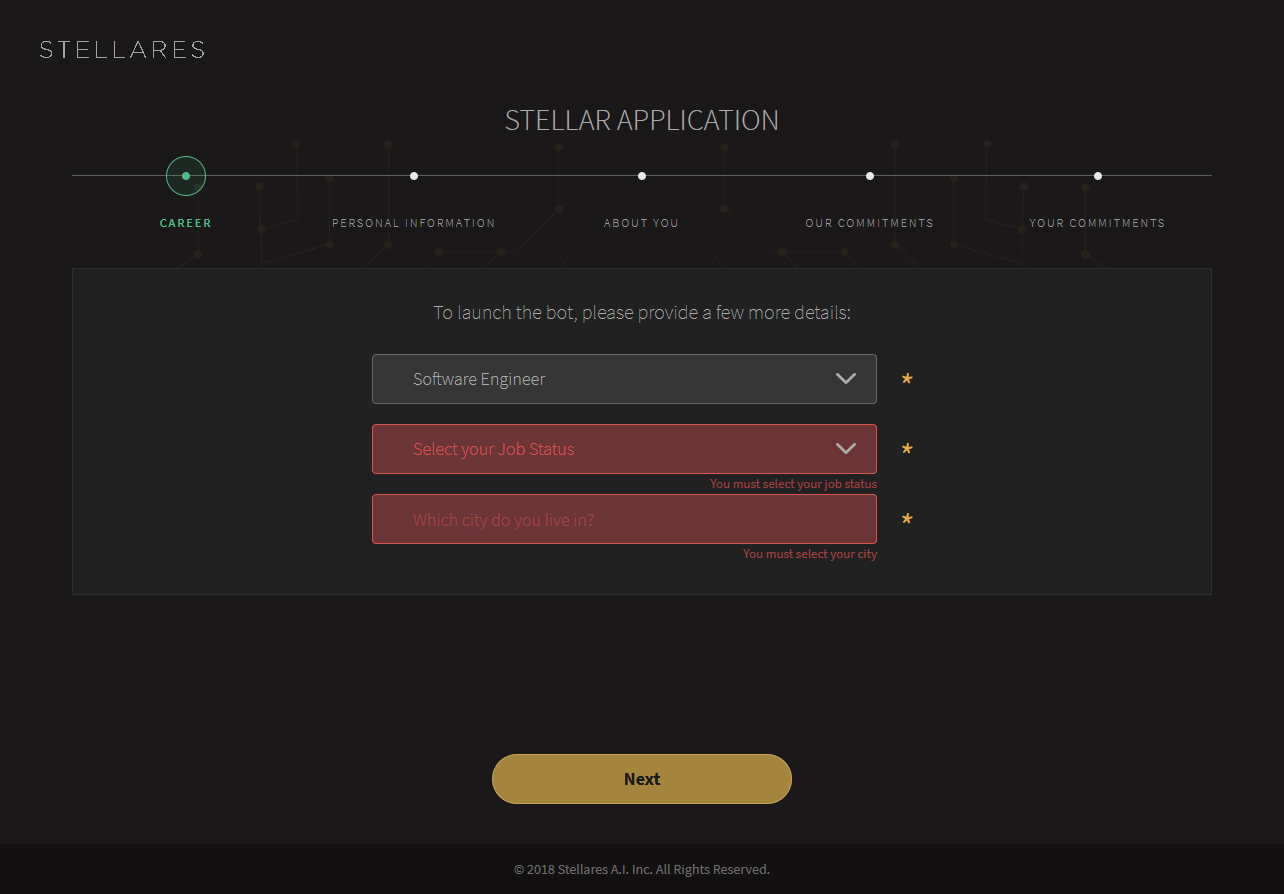 STELLARES
STELLAR APPLICATION
CAREER
PERSONAL INFORMATION
ABOUT YOU
OUR COMMITMENTS
YOUR COMMITMENTS
To launch the bot, please provide a few more details:
Software Engineer
*
Select your Job Status
*
You must select your job status
Which city do you live in?
*
You must select your city
Next
© 2018 Stellares A.I. Inc. All Rights Reserved.